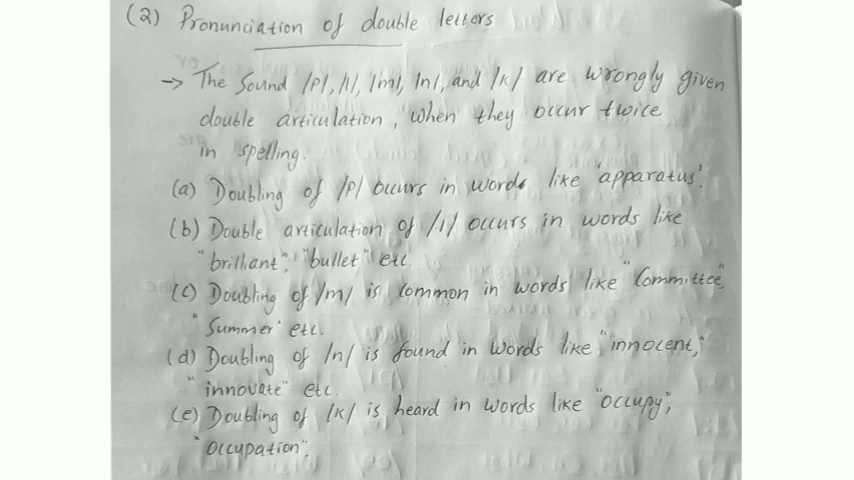 (2) Pronunciation of double letters
→ The sound /p/, /l/, /m/, /n/, and /k/ are wrongly given
double articulation, when they occur twice
in spelling.
(a) Doubling of /p/ occurs in words like 'apparatus'.
(b) Double articulation of /l/ occurs in words like
"brilliant", "bullet" etc.
(c) Doubling of /m/ is common in words like "Committee",
"Summer" etc.
(d) Doubling of /n/ is found in words like "innocent,"
"innovate" etc.
(e) Doubling of /k/ is heard in words like "occupy",
"occupation".